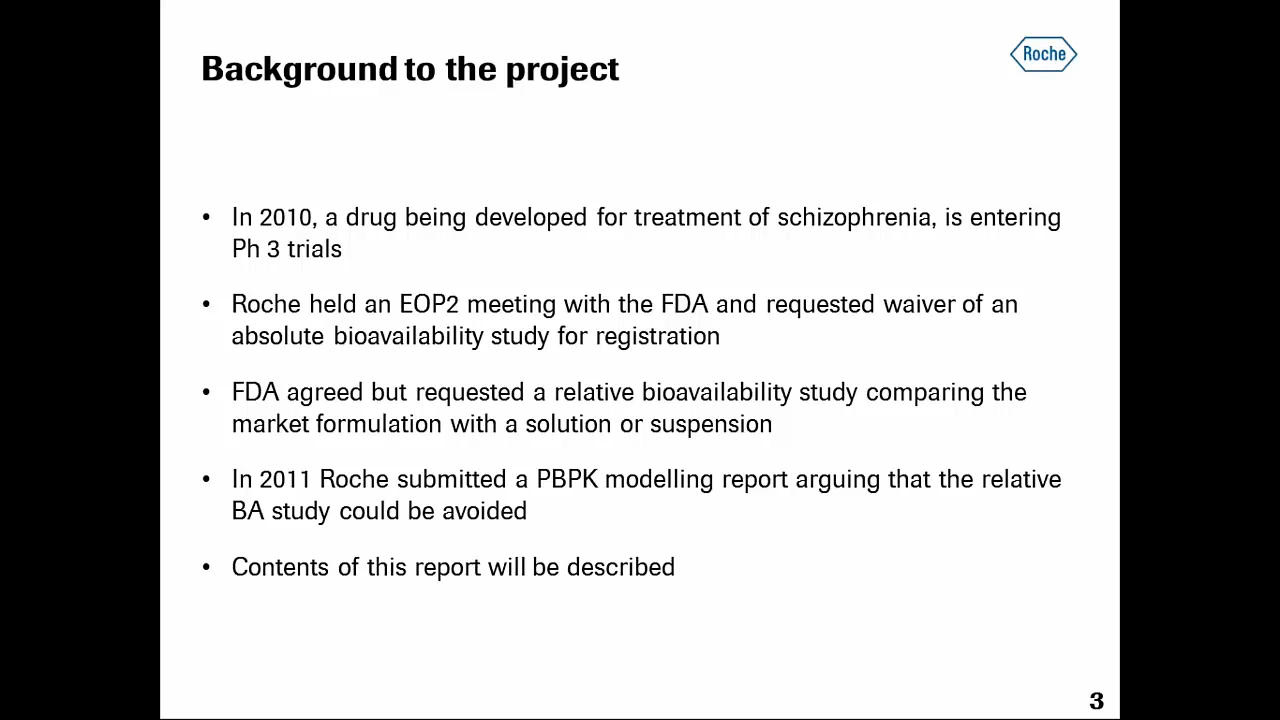 Background to the project
Roche
• In 2010, a drug being developed for treatment of schizophrenia, is entering
Ph 3 trials
• Roche held an EOP2 meeting with the FDA and requested waiver of an
absolute bioavailability study for registration
• FDA agreed but requested a relative bioavailability study comparing the
market formulation with a solution or suspension
• In 2011 Roche submitted a PBPK modelling report arguing that the relative
BA study could be avoided
• Contents of this report will be described
3